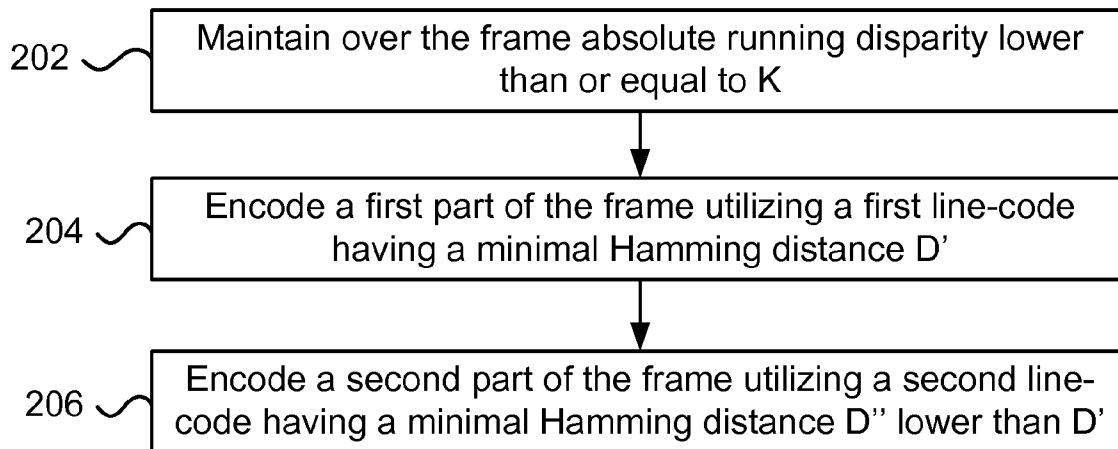 202
Maintain over the frame absolute running disparity lower
than or equal to K
204
Encode a first part of the frame utilizing a first line-code
having a minimal Hamming distance D’
206
Encode a second part of the frame utilizing a second line-
code having a minimal Hamming distance D’’ lower than D’